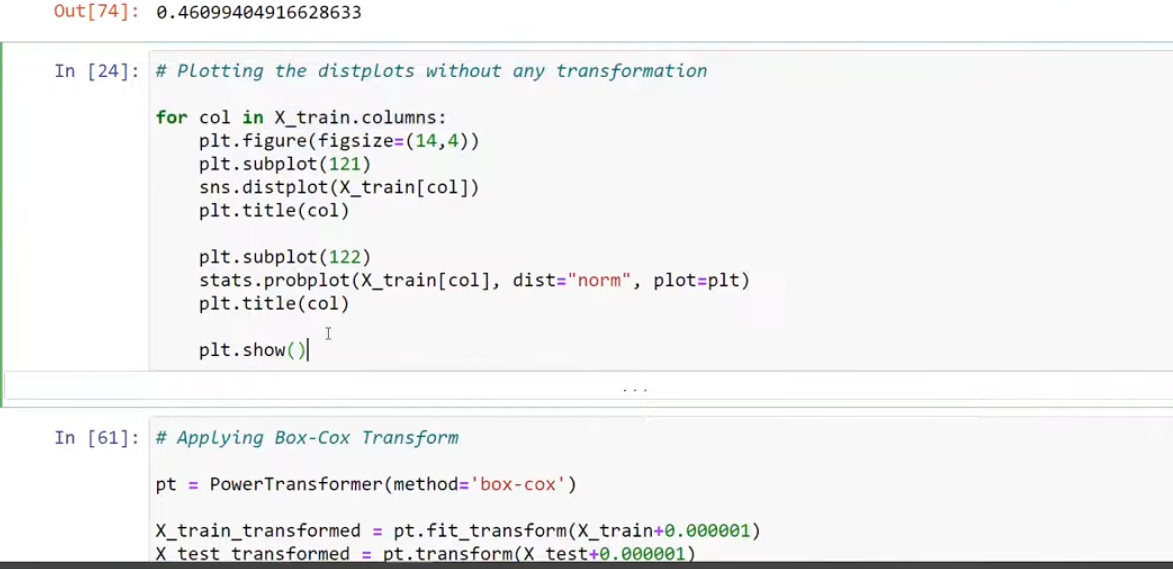 Out[74]: 0.46099404916628633
In [24]: # Plotting the distplots without any transformation
for col in X_train.columns:
    plt.figure(figsize=(14,4))
    plt.subplot(121)
    sns.distplot(X_train[col])
    plt.title(col)
    plt.subplot(122)
    stats.probplot(X_train[col], dist="norm", plot=plt)
    plt.title(col)
    plt.show()
...
In [61]: # Applying Box-Cox Transform
pt = PowerTransformer(method='box-cox')
X_train_transformed = pt.fit_transform(X_train+0.000001)
X_test_transformed = pt.transform(X_test+0.000001)